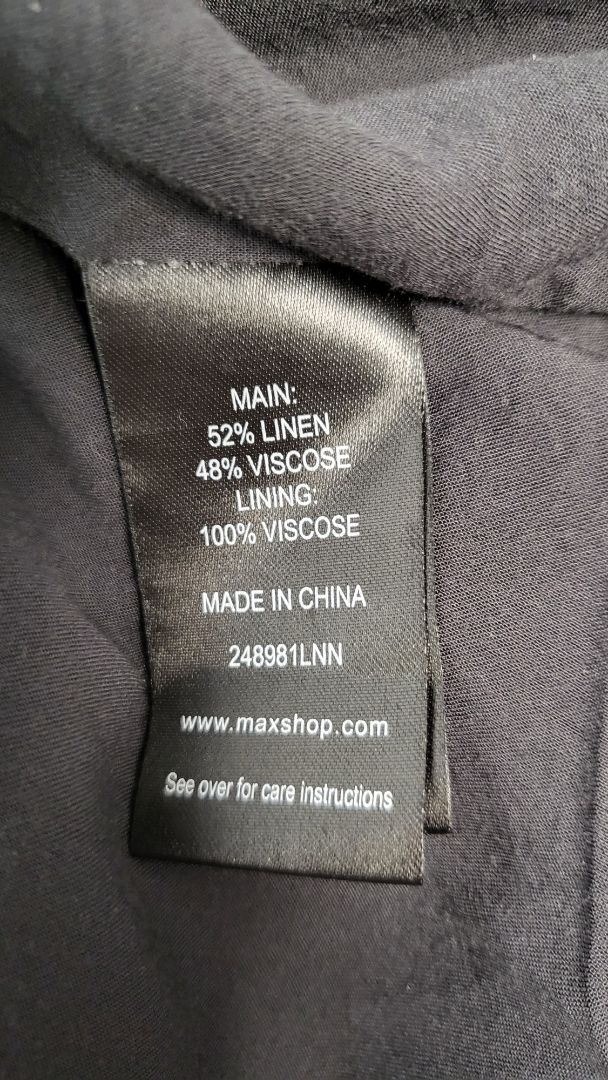 MAIN:
52% LINEN
48% VISCOSE
LINING:
100% VISCOSE
MADE IN CHINA
248981LNN
www.maxshop.com
See over for care instructions